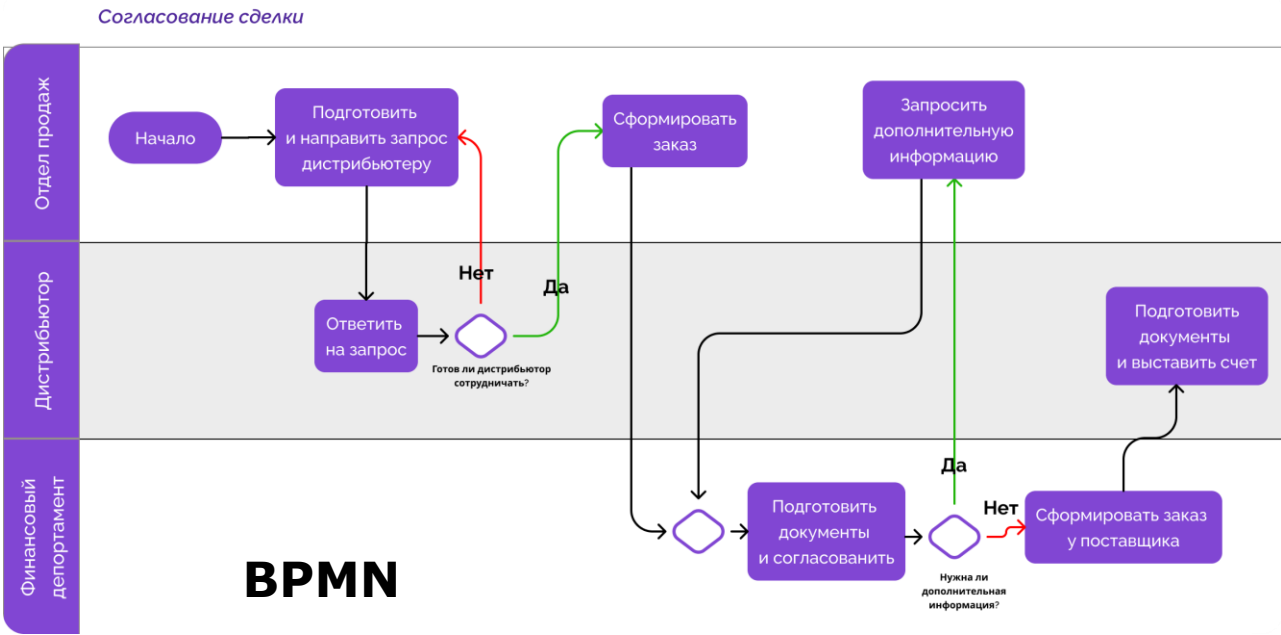 Согласование сделки
Отдел продаж
Начало
Подготовить
и направить запрос
дистрибьютеру
Сформировать
заказ
Запросить
дополнительную
информацию
Дистрибьютор
Ответить
на запрос
Нет
Да
Готов ли дистрибьютор
сотрудничать?
Подготовить
документы
и выставить счет
Финансовый
депортамент
Подготовить
документы
и согласованить
Да
Нет
Нужна ли
дополнительная
информация?
Сформировать заказ
у поставщика
BPMN